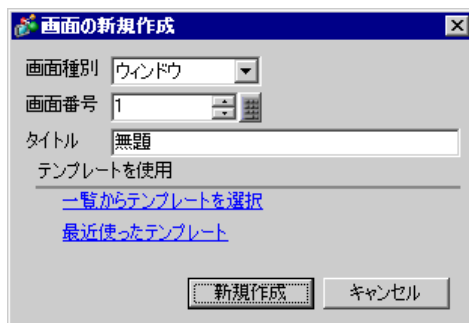 画面の新規作成
画面種別 ウィンドウ
画面番号 1
タイトル 無題
テンプレートを使用
一覧からテンプレートを選択
最近使ったテンプレート
新規作成 キャンセル